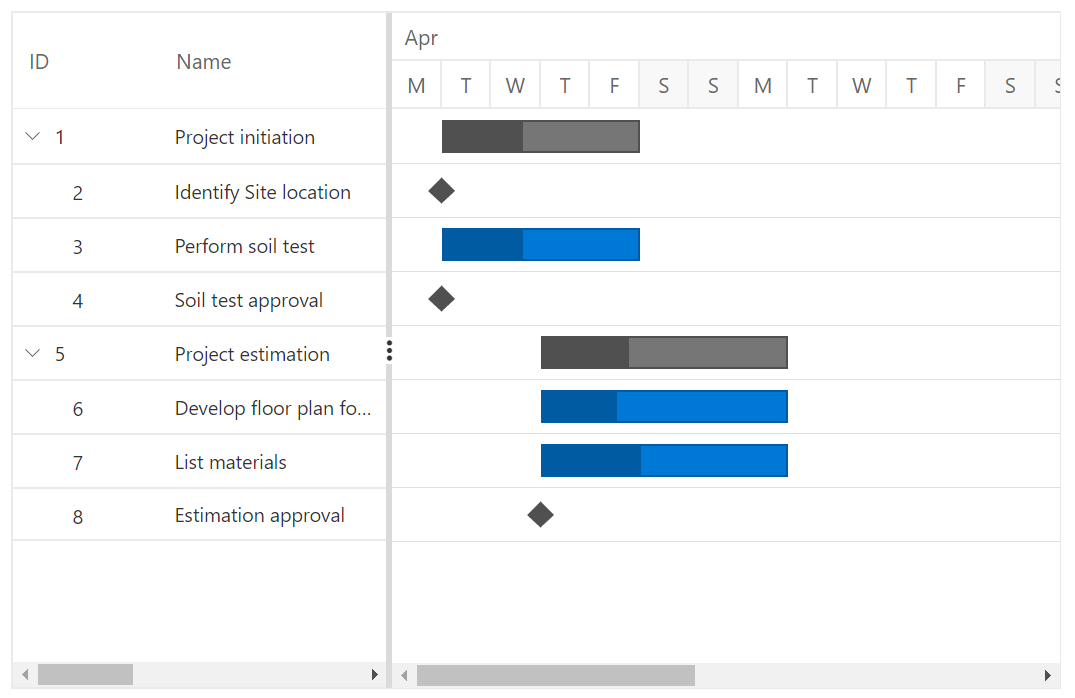 ID Name Apr
M T W T F S S M T W T F S S
1 Project initiation
2 Identify Site location
3 Perform soil test
4 Soil test approval
5 Project estimation
6 Develop floor plan fo...
7 List materials
8 Estimation approval